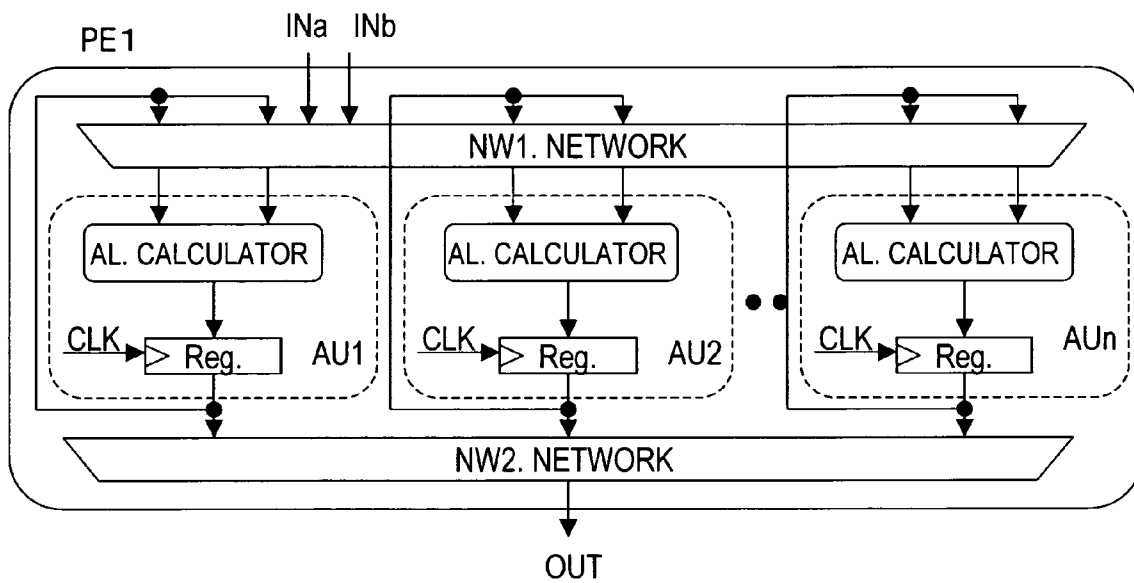 PE1
INa INb
NW1. NETWORK
AL. CALCULATOR
AL. CALCULATOR
AL. CALCULATOR
CLK
Reg.
AU1
CLK
Reg.
AU2
CLK
Reg.
AUn
NW2. NETWORK
OUT